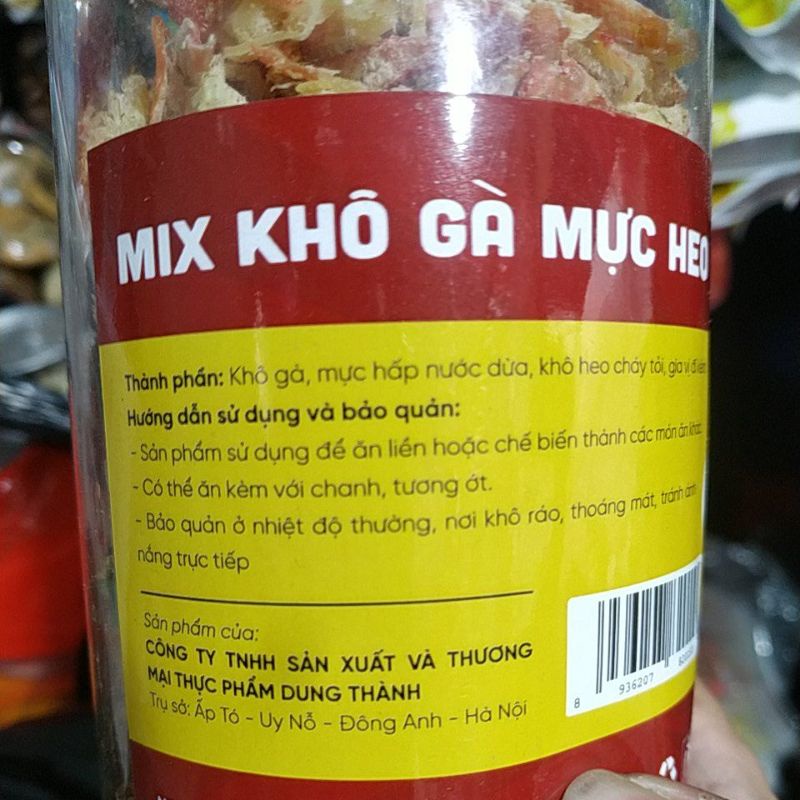 MIX KHÔ GÀ MỰC HEO
Thành phần: Khô gà, mực hấp nước dừa, khô heo cháy tỏi, gia vị đi kèm
Hướng dẫn sử dụng và bảo quản:
- Sản phẩm sử dụng để ăn liền hoặc chế biến thành các món ăn khác.
- Có thể ăn kèm với chanh, tương ớt.
- Bảo quản ở nhiệt độ thường, nơi khô ráo, thoáng mát, tránh ánh
nắng trực tiếp
Sản phẩm của:
CÔNG TY TNHH SẢN XUẤT VÀ THƯƠNG
MẠI THỰC PHẨM DUNG THÀNH
Trụ sở: Ấp Tó - Uy Nỗ - Đông Anh - Hà Nội
8 936207